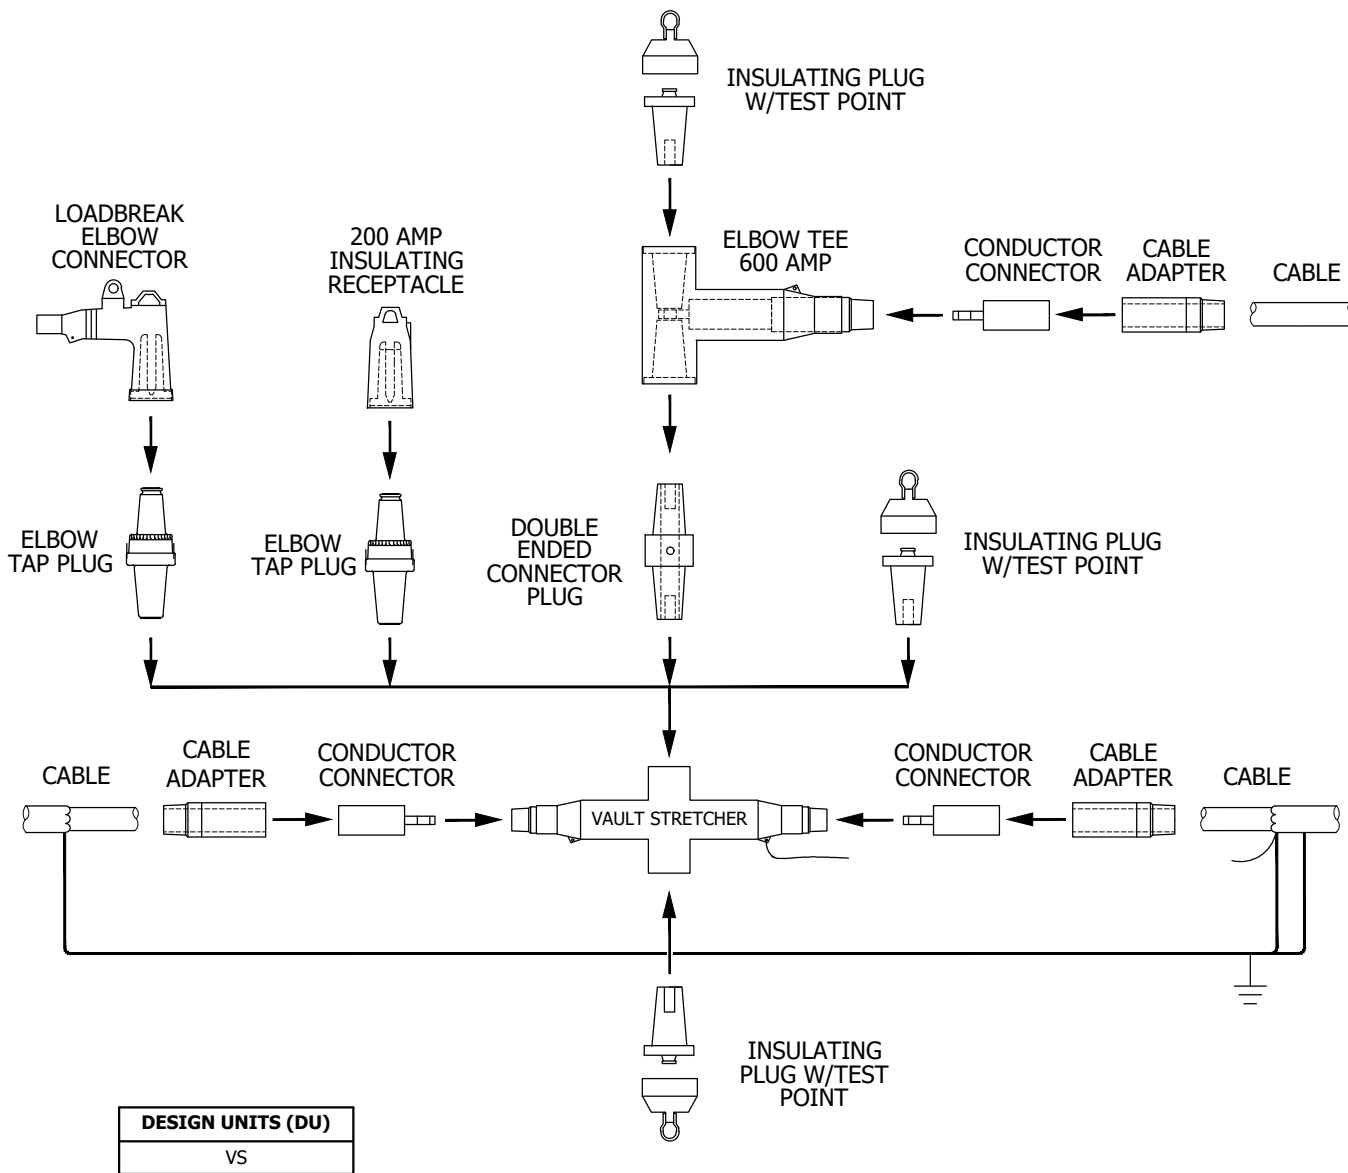 INSULATING PLUG
W/TEST POINT
LOADBREAK
ELBOW
CONNECTOR
200 AMP
INSULATING
RECEPTACLE
ELBOW TEE
600 AMP
CONDUCTOR
CONNECTOR
CABLE
ADAPTER
CABLE
ELBOW
TAP PLUG
ELBOW
TAP PLUG
DOUBLE
ENDED
CONNECTOR
PLUG
INSULATING PLUG
W/TEST POINT
CABLE
CABLE
ADAPTER
CONDUCTOR
CONNECTOR
VAULT STRETCHER
CONDUCTOR
CONNECTOR
CABLE
ADAPTER
CABLE
INSULATING
PLUG W/TEST
POINT
DESIGN UNITS (DU)
VS